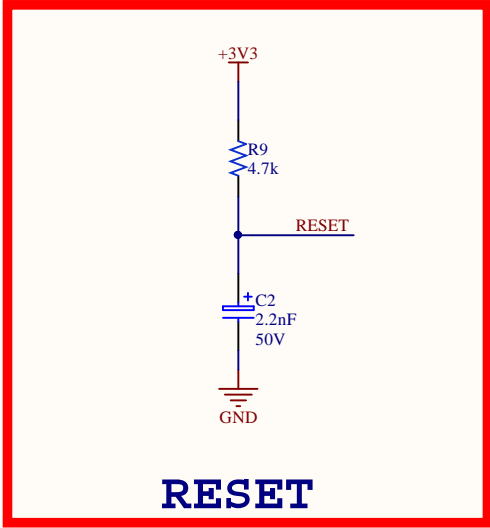 +3V3
R9
4.7k
RESET
+
C2
2.2nF
50V
GND
RESET